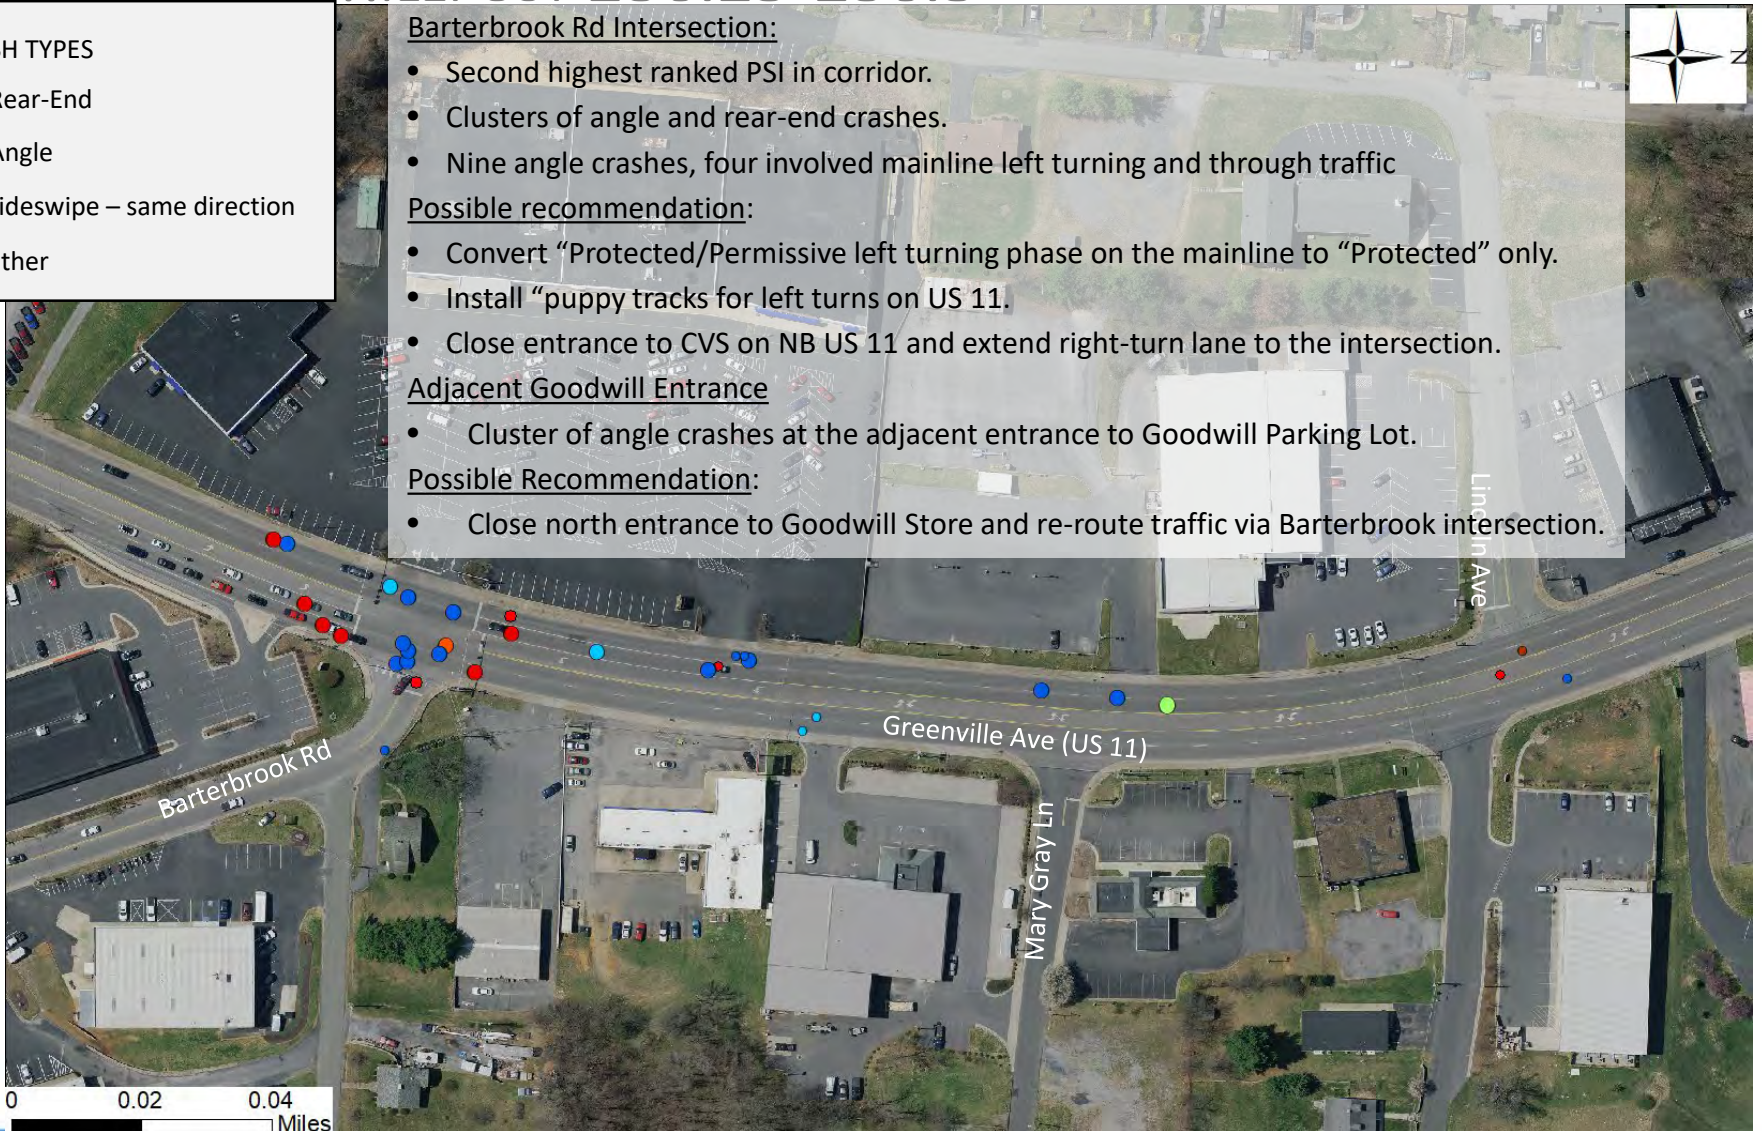 Barterbrook Rd Intersection:
• Second highest ranked PSI in corridor.
• Clusters of angle and rear-end crashes.
• Nine angle crashes, four involved mainline left turning and through traffic
Possible recommendation:
• Convert “Protected/Permissive left turning phase on the mainline to “Protected” only.
• Install “puppy tracks for left turns on US 11.
• Close entrance to CVS on NB US 11 and extend right-turn lane to the intersection.
Adjacent Goodwill Entrance
• Cluster of angle crashes at the adjacent entrance to Goodwill Parking Lot.
Possible Recommendation:
• Close north entrance to Goodwill Store and re-route traffic via Barterbrook intersection.
SH TYPES
Rear-End
Angle
ideswipe – same direction
ther
N
Lincoln Ave
Greenville Ave (US 11)
Barterbrook Rd
Mary Gray Ln
0 0.02 0.04
Miles